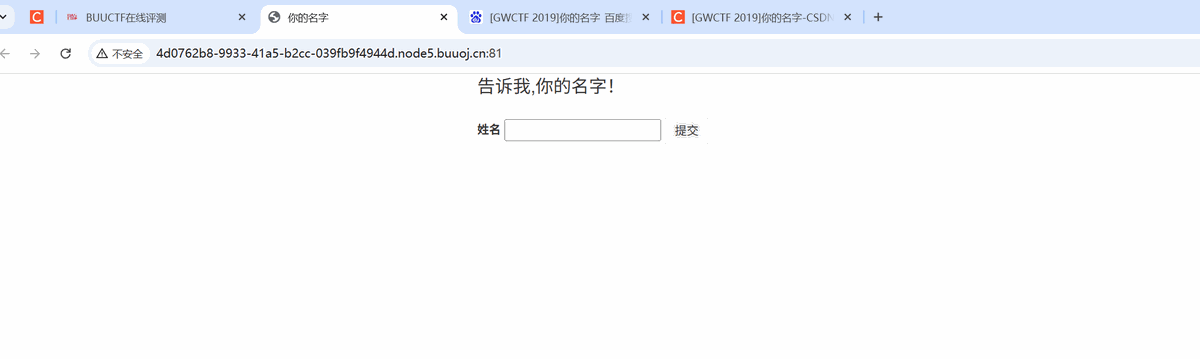 BUUCTF在线评测
你的名字
[GWCTF 2019]你的名字 百度
[GWCTF 2019]你的名字-CSDN
不安全
4d0762b8-9933-41a5-b2cc-039fb9f4944d.node5.buuoj.cn:81
告诉我,你的名字!
姓名
提交